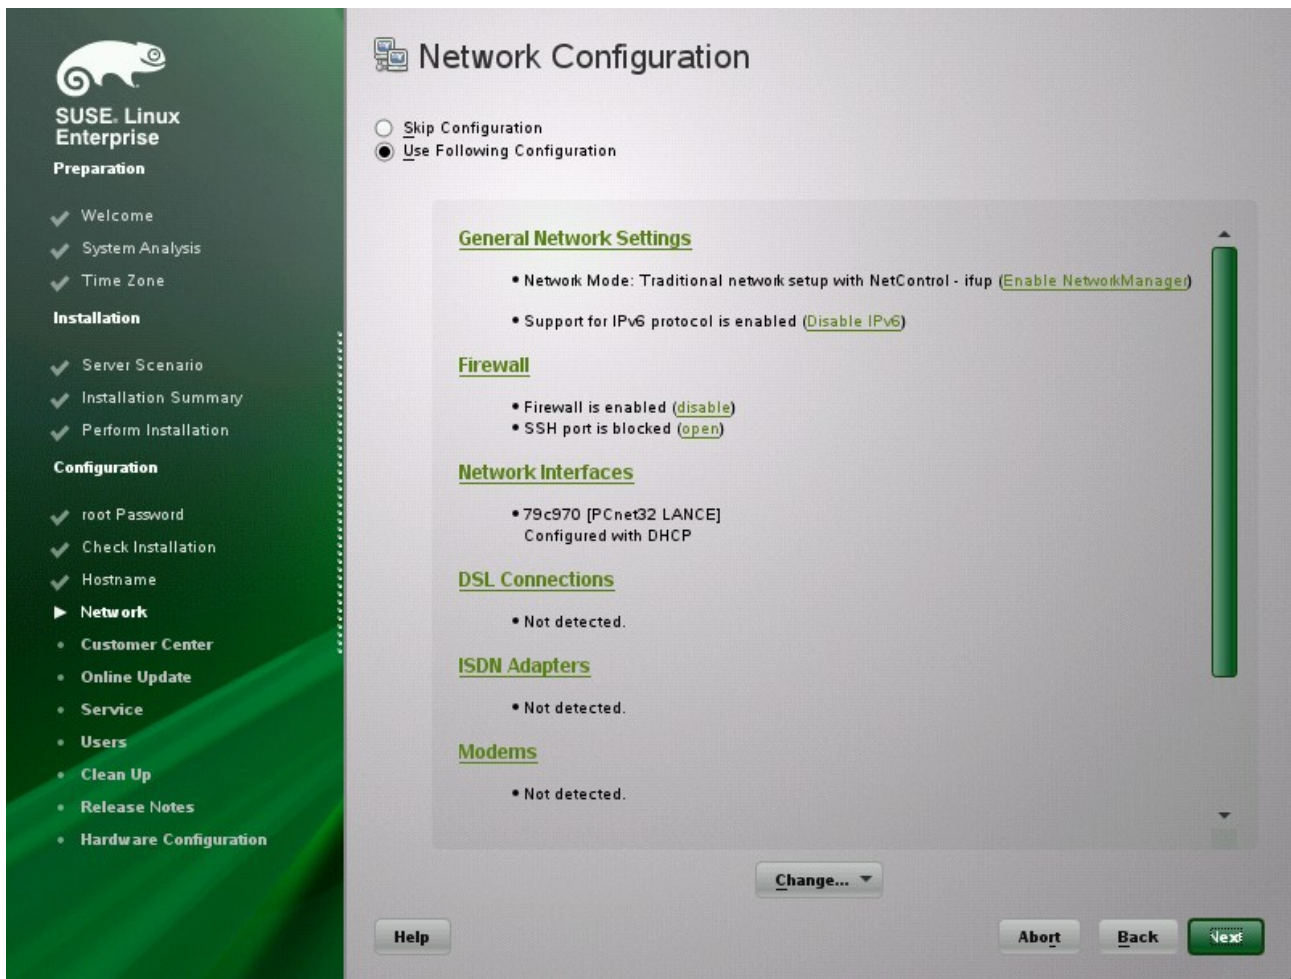 SUSE. Linux
Enterprise
Preparation
Welcome
System Analysis
Time Zone
Installation
Server Scenario
Installation Summary
Perform Installation
Configuration
root Password
Check Installation
Hostname
Network
Customer Center
Online Update
Service
Users
Clean Up
Release Notes
Hardware Configuration
Network Configuration
Skip Configuration
Use Following Configuration
General Network Settings
• Network Mode: Traditional network setup with NetControl - ifup (Enable NetworkManager)
• Support for IPv6 protocol is enabled (Disable IPv6)
Firewall
• Firewall is enabled (disable)
• SSH port is blocked (open)
Network Interfaces
• 79c970 [PCnet32 LANCE]
Configured with DHCP
DSL Connections
• Not detected.
ISDN Adapters
• Not detected.
Modems
• Not detected.
Change...
Help
Abort
Back
Next